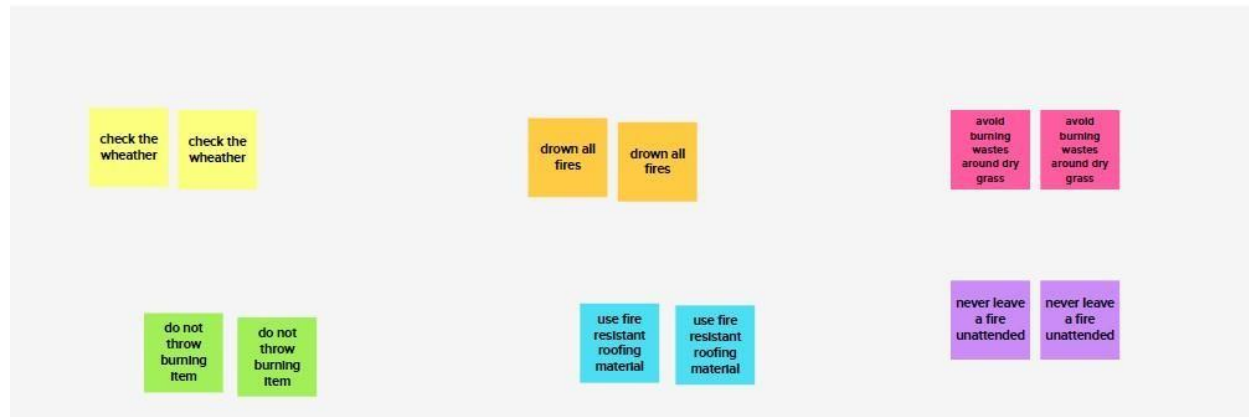 check the
wheather
check the
wheather
drown all
fires
drown all
fires
avoid
burning
wastes
around dry
grass
avoid
burning
wastes
around dry
grass
do not
throw
burning
item
do not
throw
burning
item
use fire
resistant
roofing
material
use fire
resistant
roofing
material
never leave
a fire
unattended
never leave
a fire
unattended